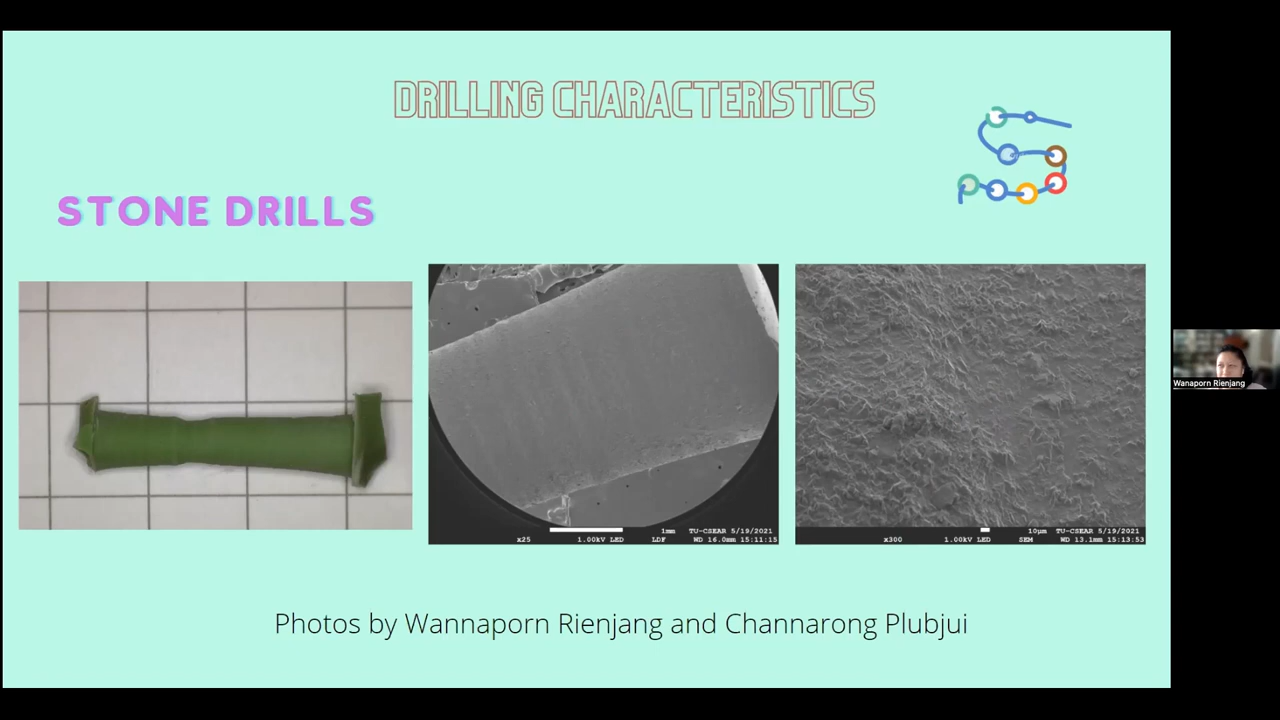 DRILLING CHARACTERISTICS
STONE DRILLS
1mm TU-CSEAR 5/19/2021
x25 1.00kV LED LDF WD 16.0mm 15:11:15
10µm TU-CSEAR 5/19/2021
x300 1.00kV LED SEM WD 13.1mm 15:13:53
Photos by Wannaporn Rienjang and Channarong Plubjui
Wanaporn Rienjang